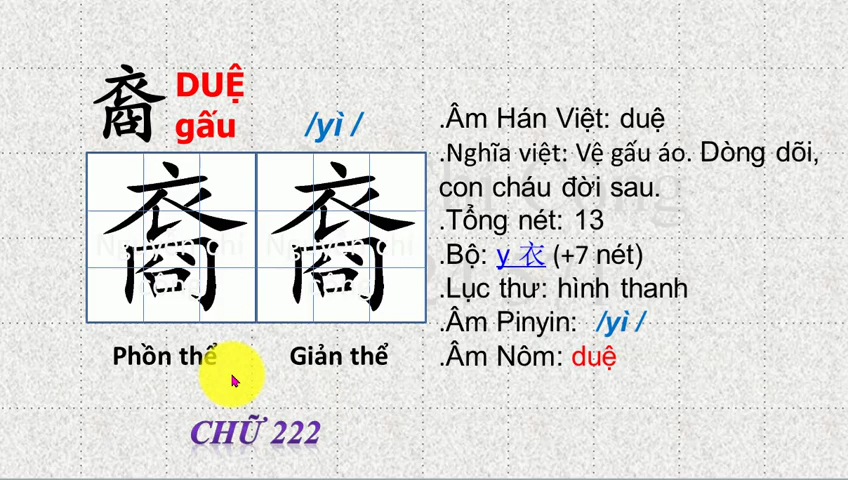 裔 DUỆ
gấu /yì /
裔 裔
Phồn thể Giản thể
CHỮ 222
.Âm Hán Việt: duệ
.Nghĩa việt: Vệ gấu áo. Dòng dõi,
con cháu đời sau.
.Tổng nét: 13
.Bộ: y 衣 (+7 nét)
.Lục thư: hình thanh
.Âm Pinyin: /yì /
.Âm Nôm: duệ